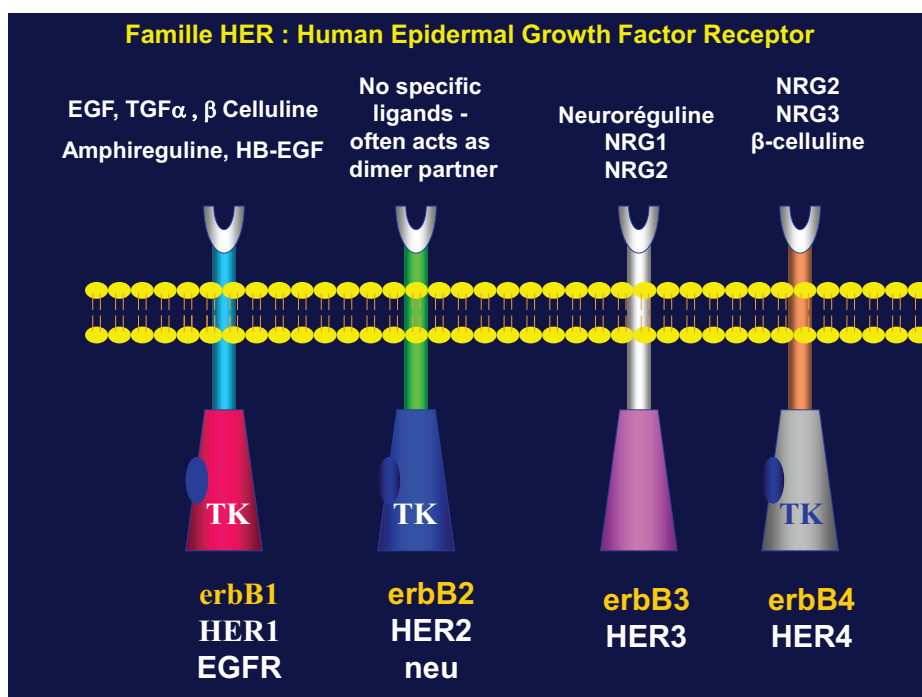 Famille HER : Human Epidermal Growth Factor Receptor
EGF, TGFα , β Celluline
Amphireguline, HB-EGF
No specific
ligands -
often acts as
dimer partner
Neuroréguline
NRG1
NRG2
NRG2
NRG3
β-celluline
TK
TK
TK
erbB1
HER1
EGFR
erbB2
HER2
neu
erbB3
HER3
erbB4
HER4